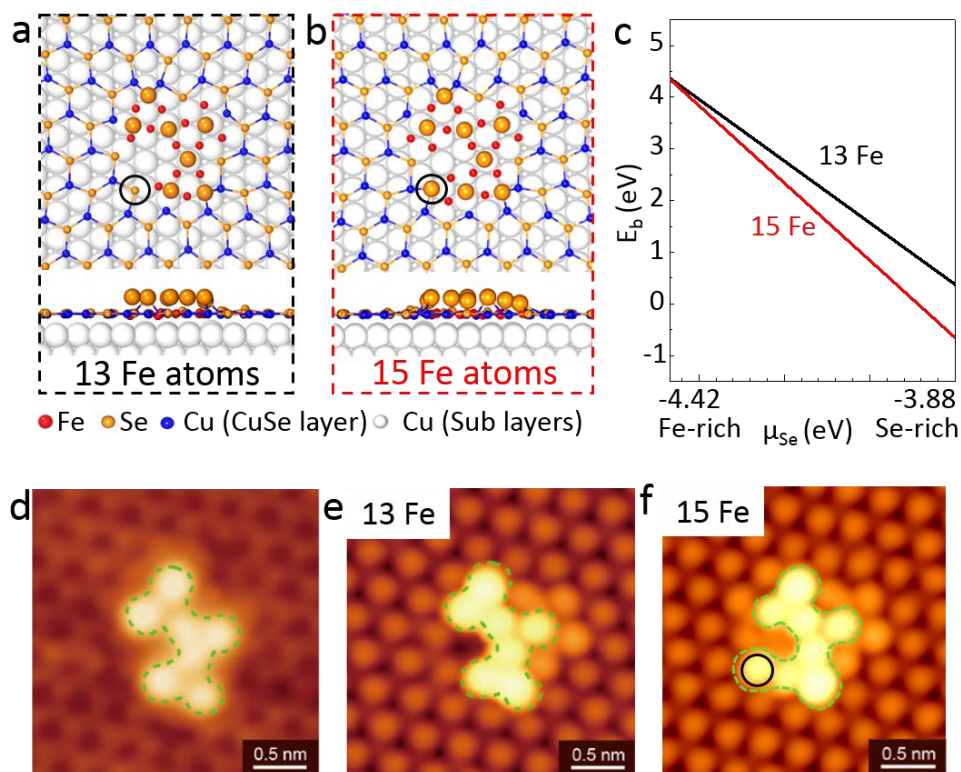 a
b
c
13 Fe atoms
15 Fe atoms
Fe Se Cu (CuSe layer) Cu (Sub layers)
E_b (eV)
5
4
3
2
1
0
-1
13 Fe
15 Fe
-4.42 -3.88
Fe-rich μ_Se (eV) Se-rich
d
e 13 Fe
f 15 Fe
0.5 nm
0.5 nm
0.5 nm